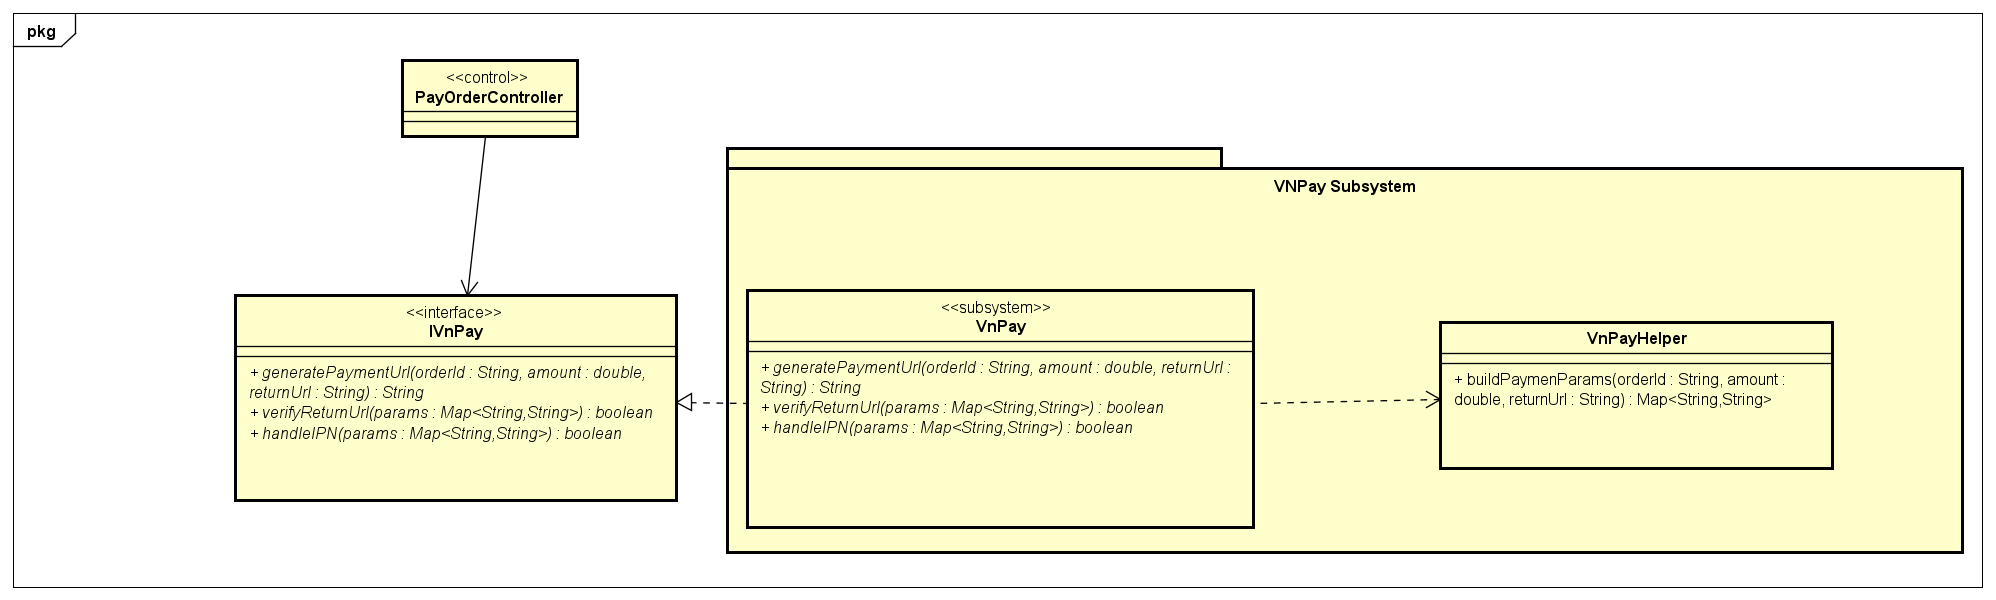 pkg
<<control>>
PayOrderController
VNPay Subsystem
<<interface>>
IVnPay
+ generatePaymentUrl(orderId : String, amount : double,
returnUrl : String) : String
+ verifyReturnUrl(params : Map<String,String>) : boolean
+ handleIPN(params : Map<String,String>) : boolean
<<subsystem>>
VnPay
+ generatePaymentUrl(orderId : String, amount : double, returnUrl :
String) : String
+ verifyReturnUrl(params : Map<String,String>) : boolean
+ handleIPN(params : Map<String,String>) : boolean
VnPayHelper
+ buildPaymenParams(orderId : String, amount :
double, returnUrl : String) : Map<String,String>